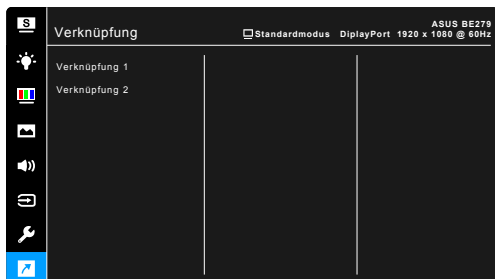 S
ASUS BE279
Verknüpfung
Standardmodus DiplayPort 1920 x 1080 @ 60Hz
Verknüpfung 1
Verknüpfung 2